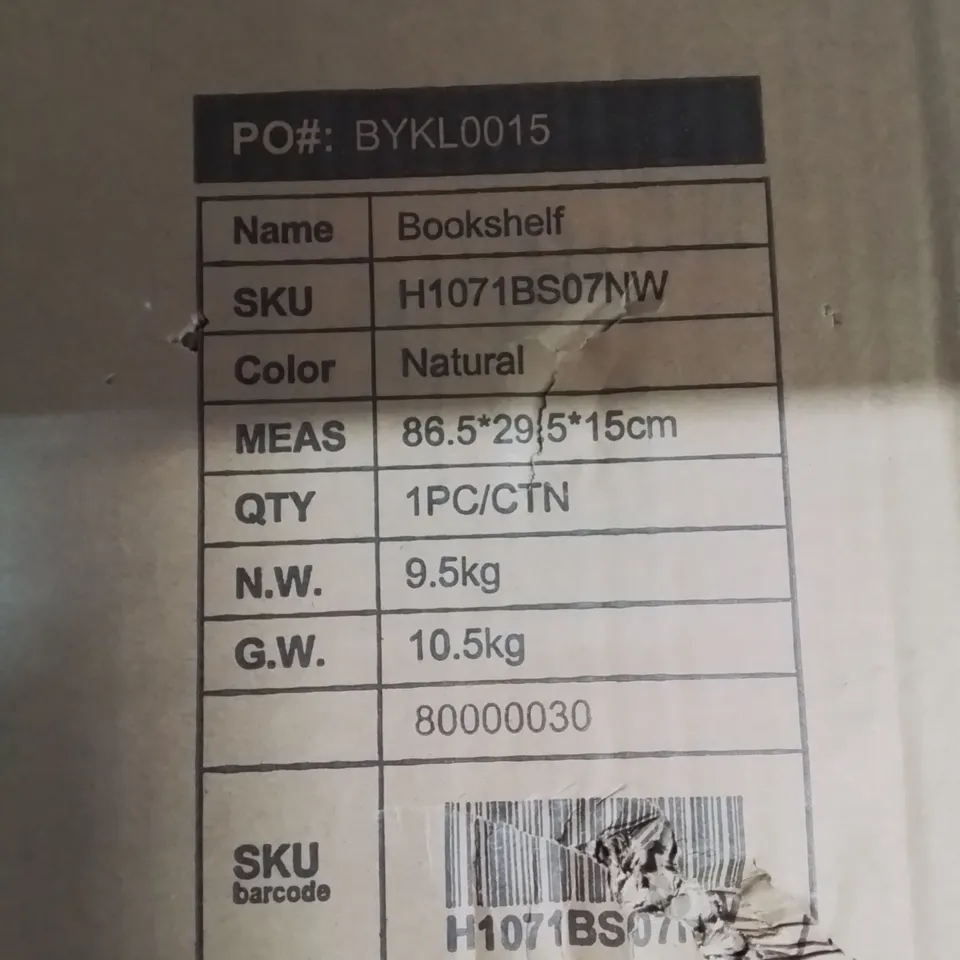 PO#: BYKL0015
Name Bookshelf
SKU H1071BS07NW
Color Natural
MEAS 86.5*29.5*15cm
QTY 1PC/CTN
N.W. 9.5kg
G.W. 10.5kg
80000030
SKU
barcode
H1071BS07